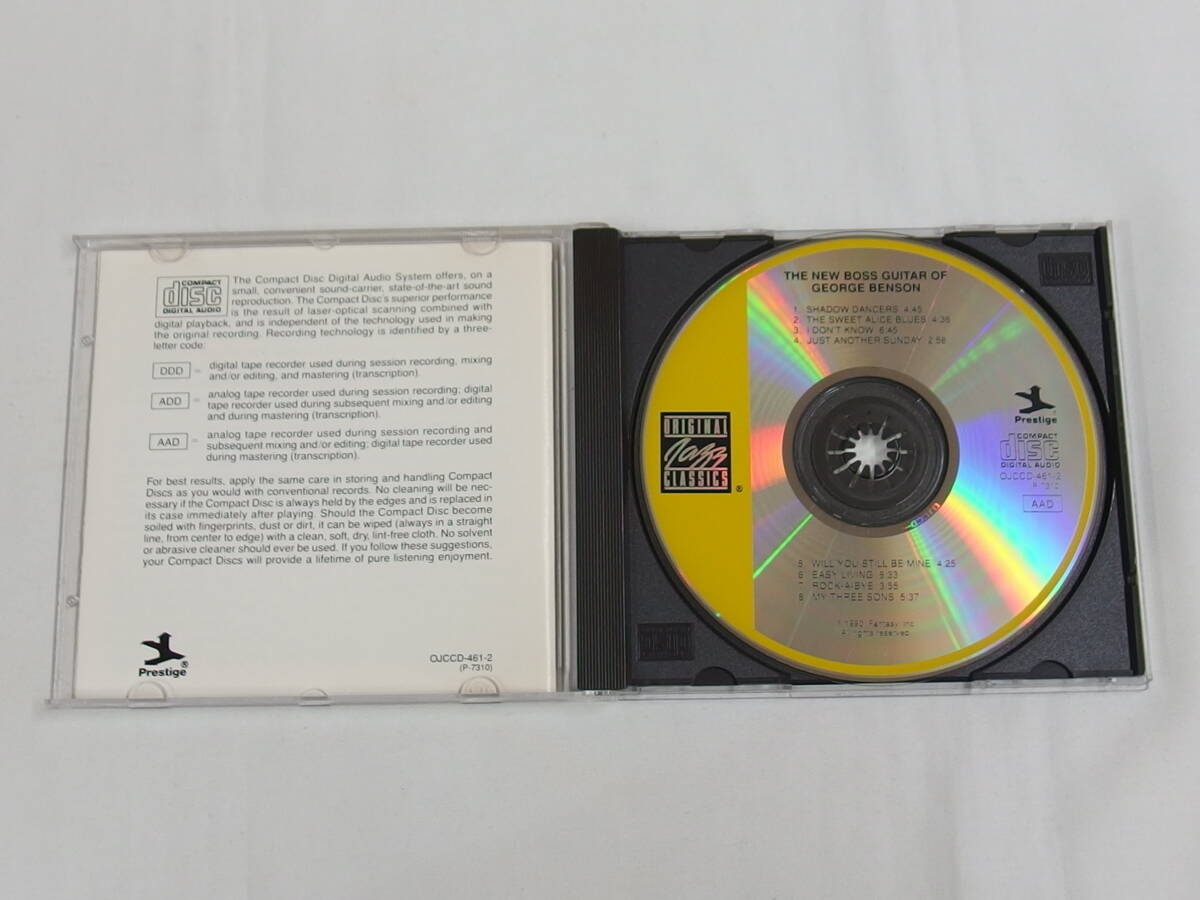 COMPACT
disc
DIGITAL AUDIO
The Compact Disc Digital Audio System offers, on a
small, convenient sound-carrier, state-of-the-art sound
reproduction. The Compact Disc's superior performance
is the result of laser-optical scanning combined with
digital playback, and is independent of the technology used in making
the original recording. Recording technology is identified by a three-
letter code:
DDD = digital tape recorder used during session recording, mixing
and/or editing, and mastering (transcription).
ADD = analog tape recorder used during session recording; digital
tape recorder used during subsequent mixing and/or editing
and during mastering (transcription).
AAD = analog tape recorder used during session recording and
subsequent mixing and/or editing; digital tape recorder used
during mastering (transcription).
For best results, apply the same care in storing and handling Compact
Discs as you would with conventional records. No cleaning will be nec-
essary if the Compact Disc is always held by the edges and is replaced in
its case immediately after playing. Should the Compact Disc become
soiled with fingerprints, dust or dirt, it can be wiped (always in a straight
line, from center to edge) with a clean, soft, dry, lint-free cloth. No solvent
or abrasive cleaner should ever be used. If you follow these suggestions,
your Compact Discs will provide a lifetime of pure listening enjoyment.
Prestige®
OJCCD-461-2
(P-7310)
THE NEW BOSS GUITAR OF
GEORGE BENSON
1. SHADOW DANCERS 4:45
2. THE SWEET ALICE BLUES
3. I DON'T KNOW 6:45
4. JUST ANOTHER SUNDAY
ORIGINAL
Jazz
CLASSICS®
Prestige
COMPACT
disc
DIGITAL AUDIO
OJCCD-461-2
(P-7310)
AAD
5. WILL YOU STILL BE MINE 4:25
6. EASY LIVING
7. ROCK-A-BYE 3:55
8. MY THREE SONS 5:37
Fantasy, Inc.
All rights reserved.